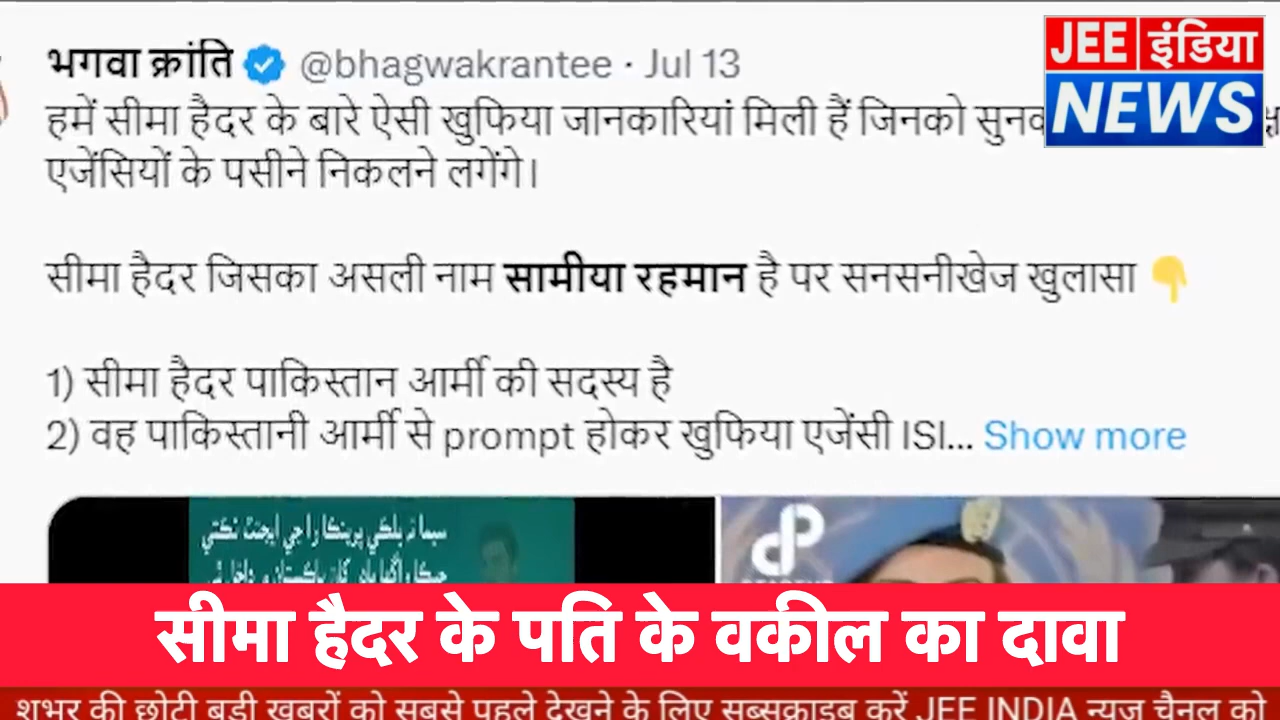 भगवा क्रांति @bhagwakrantee · Jul 13
JEE इंडिया
NEWS
हमें सीमा हैदर के बारे ऐसी खुफिया जानकारियां मिली हैं जिनको
एजेंसियों के पसीने निकलने लगेंगे।
सीमा हैदर जिसका असली नाम सामीया रहमान है पर सनसनीखेज खुलासा 👇
1) सीमा हैदर पाकिस्तान आर्मी की सदस्य है
2) वह पाकिस्तानी आर्मी से prompt होकर खुफिया एजेंसी ISI... Show more
सीमा हैदर के पति के वकील का दावा
की छोटी बड़ी खबरों को सबसे पहले देखने के लिए सब्सक्राइब करें JEE INDIA न्यूज़ चैनल को